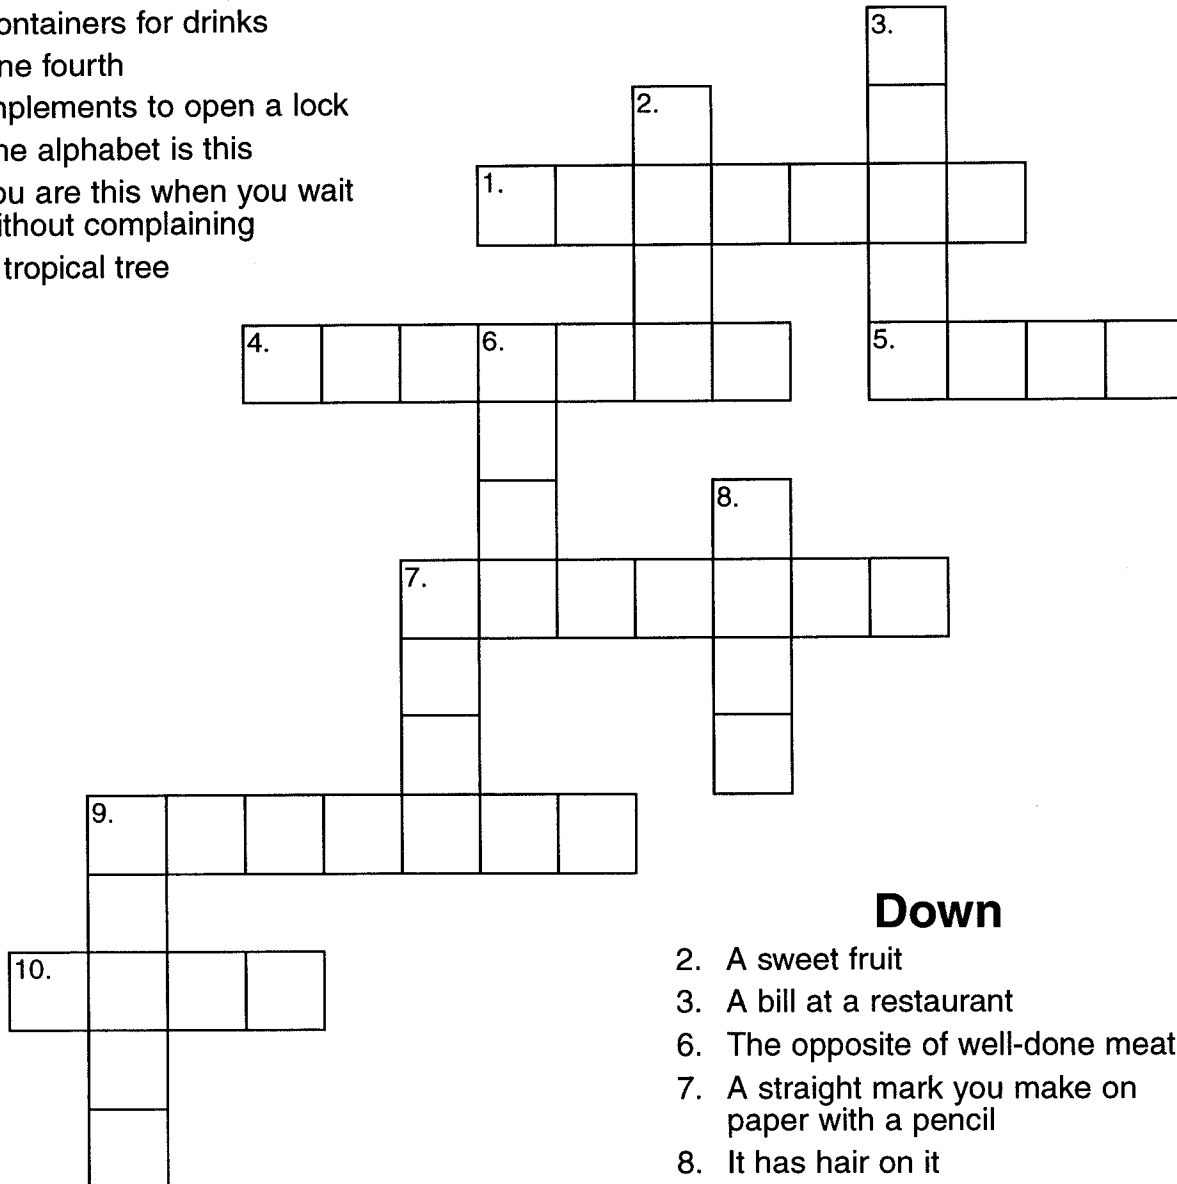 ontainers for drinks
ne fourth
nplements to open a lock
ne alphabet is this
ou are this when you wait
ithout complaining
tropical tree
3.
2.
1.
4.
6.
5.
8.
7.
9.
10.
Down
2. A sweet fruit
3. A bill at a restaurant
6. The opposite of well-done meat
7. A straight mark you make on
paper with a pencil
8. It has hair on it